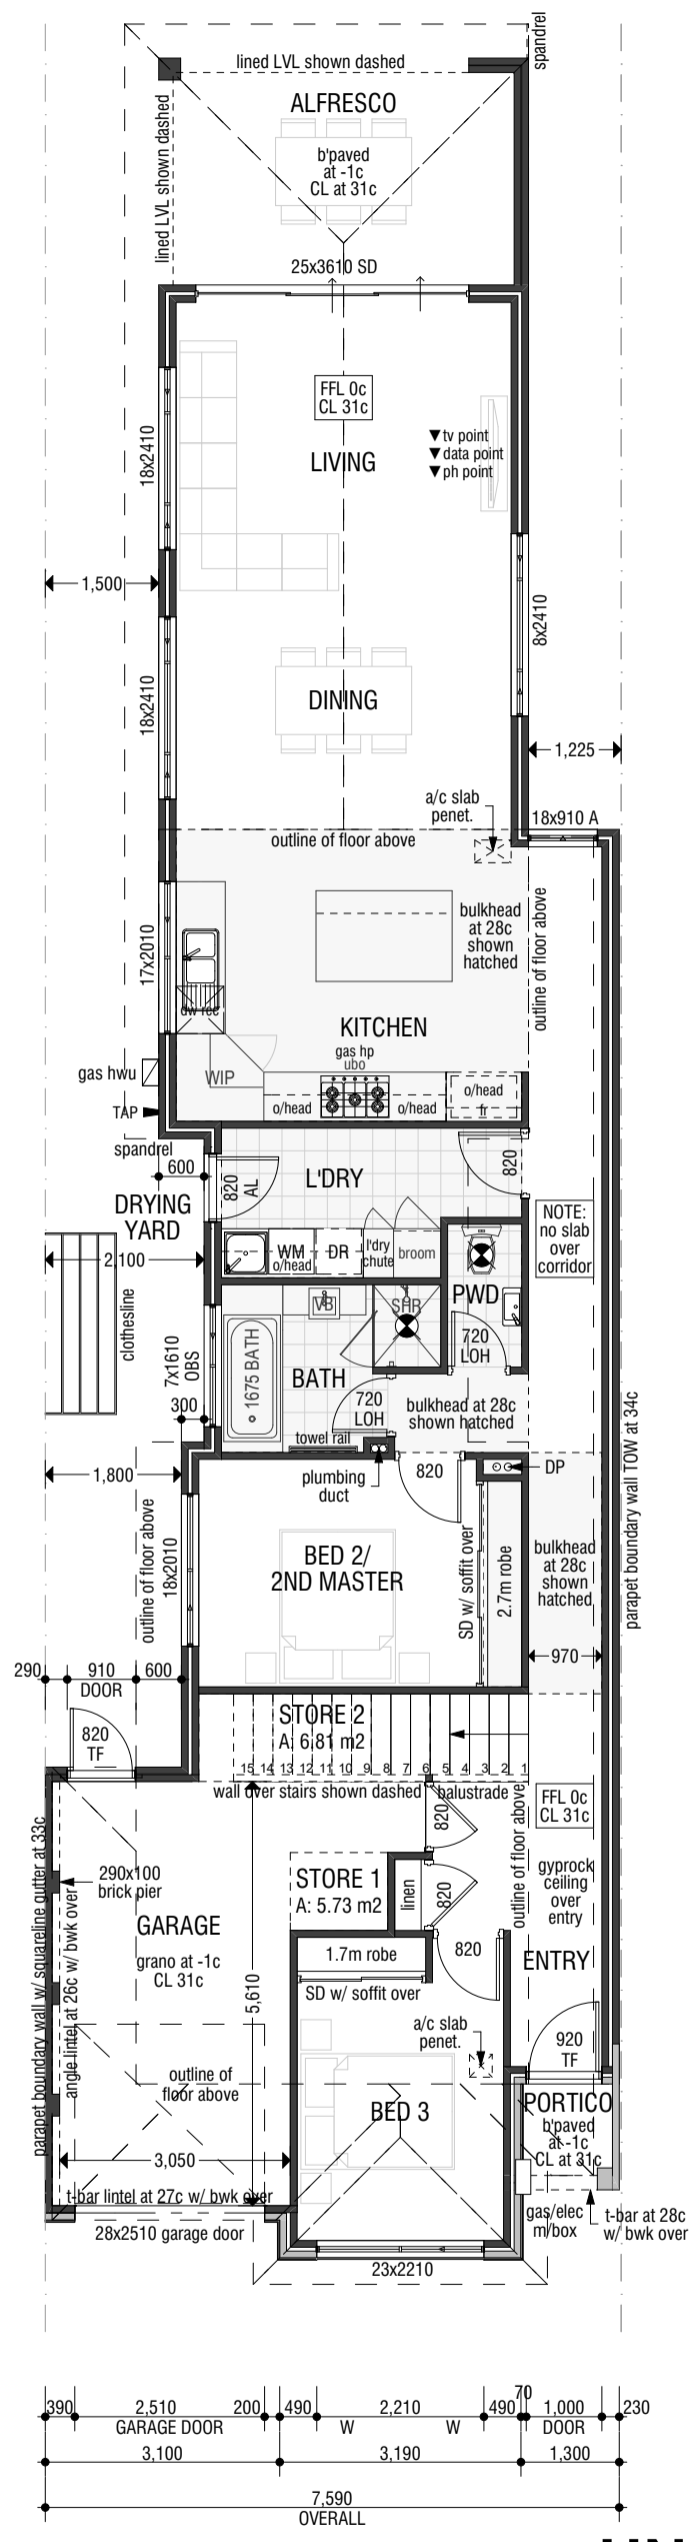 spandrel
lined LVL shown dashed
ALFRESCO
lined LVL shown dashed
b'paved
at -1c
CL at 31c
25x3610 SD
FFL 0c
CL 31c
tv point
data point
ph point
LIVING
18x2410
1,500
8x2410
18x2410
DINING
1,225
a/c slab
penet.
18x910 A
outline of floor above
bulkhead
at 28c
shown
hatched
outline of floor above
17x2010
dw rec
KITCHEN
gas hp
ubo
gas hwu
WIP
o/head
o/head
o/head
fr
TAP
spandrel
600
820
AL
L'DRY
820
DRYING
YARD
NOTE:
no slab
over
corridor
2,100
WM
o/head
DR
l'dry
chute
broom
clothesline
PWD
VB
SHR
7x1610
OBS
1675 BATH
720
LOH
BATH
720
LOH
300
bulkhead at 28c
shown hatched
parapet boundary wall TOW at 34c
towel rail
1,800
plumbing
duct
820
DP
outline of floor above
18x2010
BED 2/
2ND MASTER
SD w/ soffit over
2.7m robe
bulkhead
at 28c
shown
hatched
970
290
910
600
DOOR
820
TF
STORE 2
A: 6.81 m2
15 14 13 12 11 10 9 8 7 6 5 4 3 2 1
wall over stairs shown dashed
balustrade
820
FFL 0c
CL 31c
outline of floor above
parapet boundary wall w/ squareline gutter at 33c
angle lintel at 26c w/ bwk over
290x100
brick pier
STORE 1
A: 5.73 m2
linen
820
gyprock
ceiling
over
entry
GARAGE
grano at -1c
CL 31c
5,610
1.7m robe
820
ENTRY
SD w/ soffit over
a/c slab
penet.
920
TF
outline of
floor above
BED 3
PORTICO
b'paved
at -1c
CL at 31c
3,050
t-bar lintel at 27c w/ bwk over
28x2510 garage door
gas/elec
m/box
t-bar at 28c
w/ bwk over
23x2210
390
2,510
200
490
2,210
490
70
1,000
230
GARAGE DOOR
W
W
DOOR
3,100
3,190
1,300
7,590
OVERALL